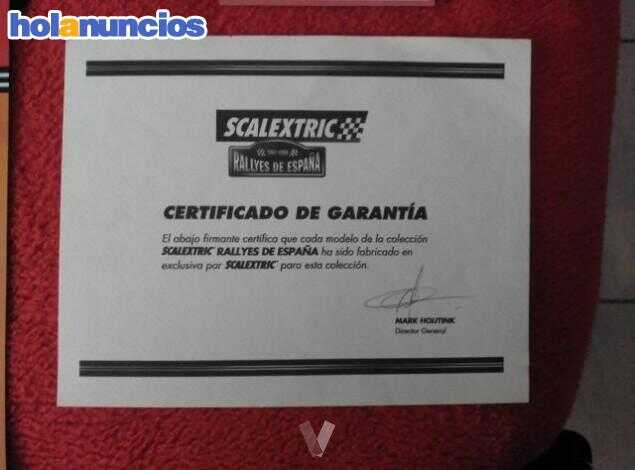 holanuncios
SCALEXTRIC
RALLYES DE ESPAÑA
CERTIFICADO DE GARANTÍA
El abajo firmante certifica que cada modelo de la colección
SCALEXTRIC RALLYES DE ESPAÑA ha sido fabricado en
exclusiva por SCALEXTRIC para esta colección.
MARK HOUTINK
Director General